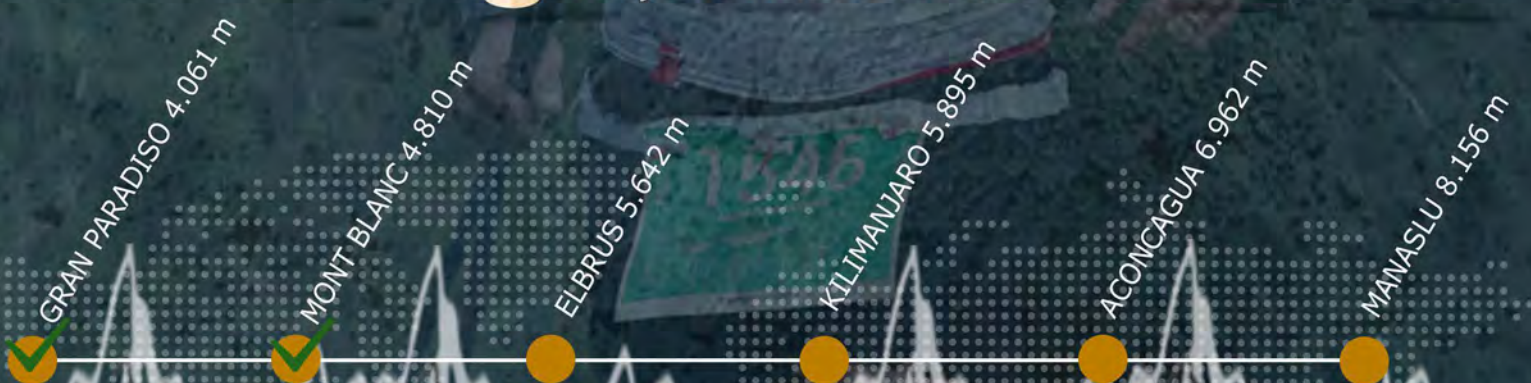 GRAN PARADISO 4.061 m
MONT BLANC 4.810 m
ELBRUS 5.642 m
KILIMANJARO 5.895 m
ACONCAGUA 6.962 m
MANASLU 8.156 m